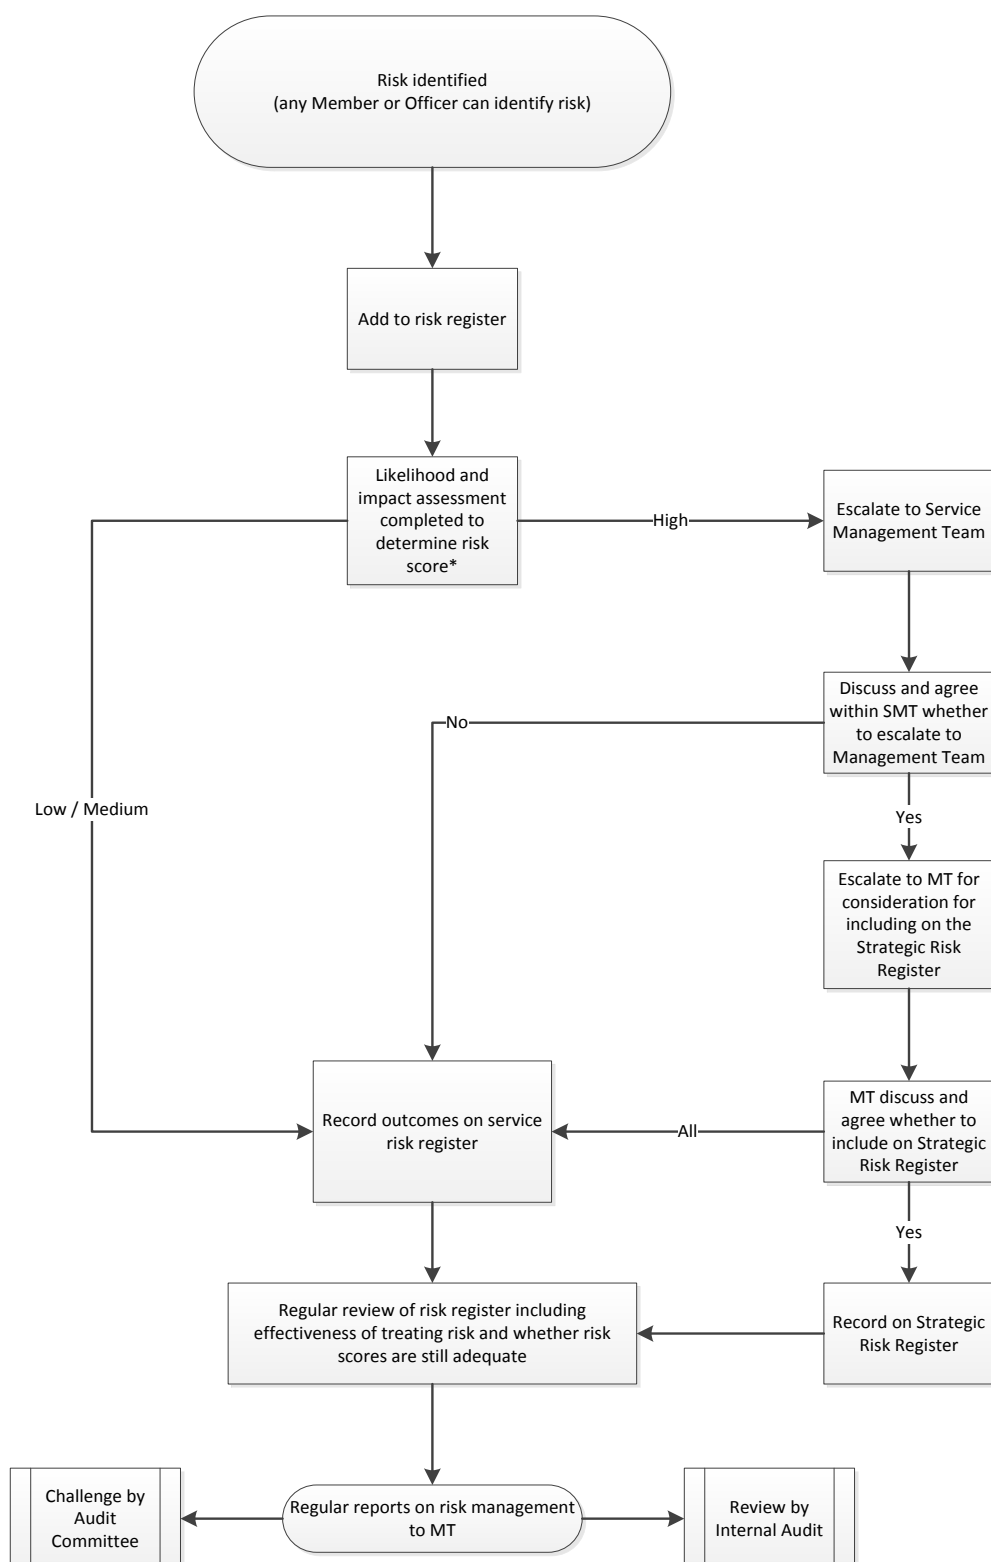 Risk identified
(any Member or Officer can identify risk)
Add to risk register
Likelihood and
impact assessment
completed to
determine risk
score*
High
Escalate to Service
Management Team
Discuss and agree
within SMT whether
to escalate to
Management Team
No
Low / Medium
Yes
Escalate to MT for
consideration for
including on the
Strategic Risk
Register
Record outcomes on service
risk register
All
MT discuss and
agree whether to
include on Strategic
Risk Register
Yes
Regular review of risk register including
effectiveness of treating risk and whether risk
scores are still adequate
Record on Strategic
Risk Register
Challenge by
Audit
Committee
Regular reports on risk management
to MT
Review by
Internal Audit